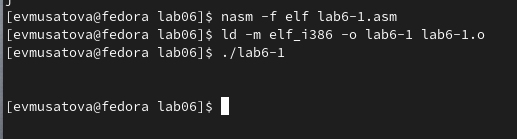 [evmusatova@fedora lab06]$ nasm -f elf lab6-1.asm
[evmusatova@fedora lab06]$ ld -m elf_i386 -o lab6-1 lab6-1.o
[evmusatova@fedora lab06]$ ./lab6-1
[evmusatova@fedora lab06]$